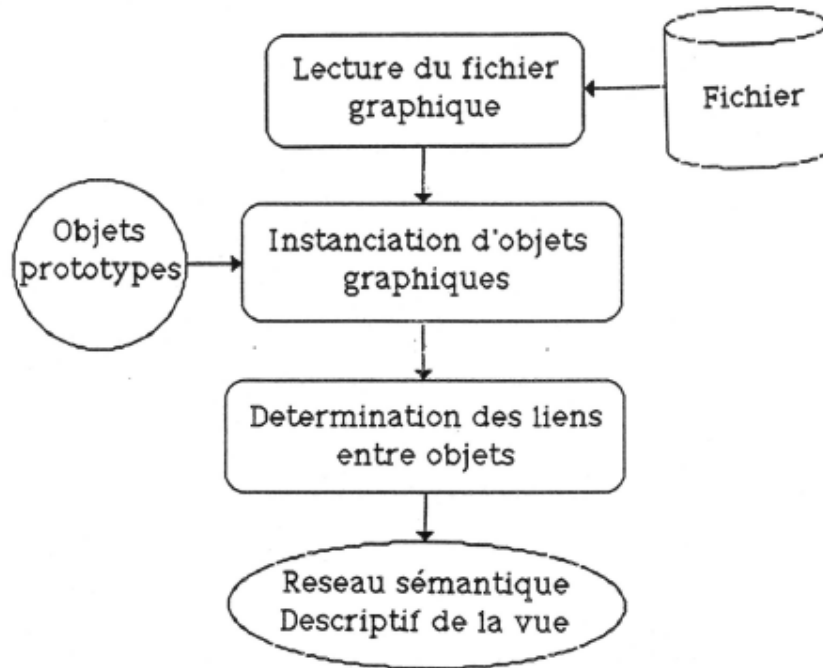 Lecture du fichier
graphique
Fichier
Objets
prototypes
Instanciation d'objets
graphiques
Determination des liens
entre objets
Reseau sémantique
Descriptif de la vue